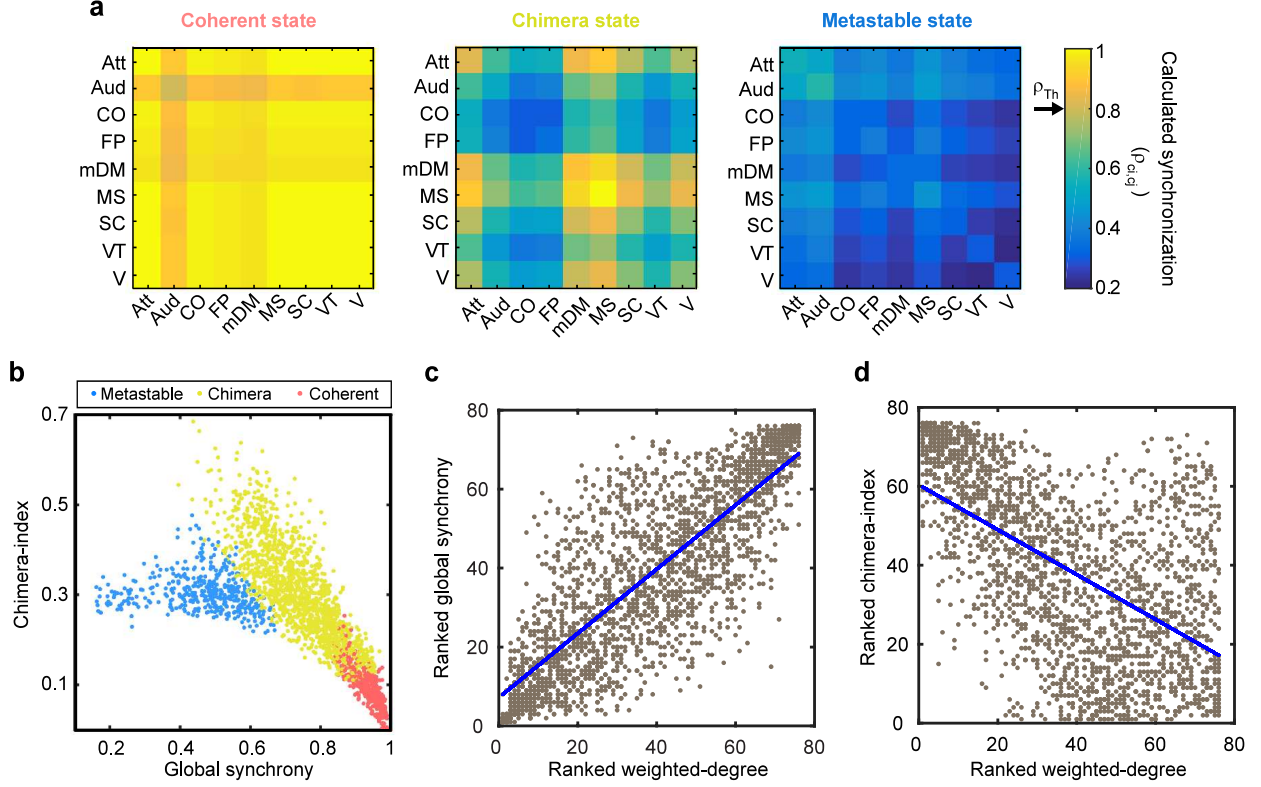 a
Coherent state
Chimera state
Metastable state
Att
Aud
CO
FP
mDM
MS
SC
VT
V
Att
Aud
CO
FP
mDM
MS
SC
VT
V
Att
Aud
CO
FP
mDM
MS
SC
VT
V
Att Aud CO FP mDM MS SC VT V
Att Aud CO FP mDM MS SC VT V
Att Aud CO FP mDM MS SC VT V
ρTh
1
0.8
0.6
0.4
0.2
Calculated synchronization
(ρci,cj)
b
Metastable Chimera Coherent
0.7
0.5
0.3
0.1
Chimera-index
0.2 0.4 0.6 0.8 1
Global synchrony
c
80
60
40
20
0
Ranked global synchrony
0 20 40 60 80
Ranked weighted-degree
d
80
60
40
20
0
Ranked chimera-index
0 20 40 60 80
Ranked weighted-degree